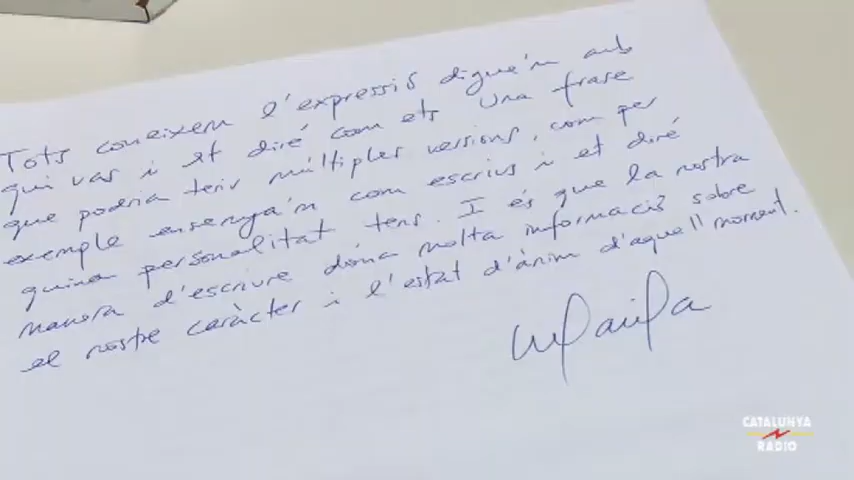 Tots coneixem l'expressió digue'm amb
qui vas i et diré com ets Una frase
que podria tenir múltiples versions, com per
exemple ensenya'm com escrius i et diré
quina personalitat tens. I és que la nostra
manera d'escriure dóna molta informació sobre
el nostre caràcter i l'estat d'ànim d'aquell moment.
CATALUNYA
RADIO